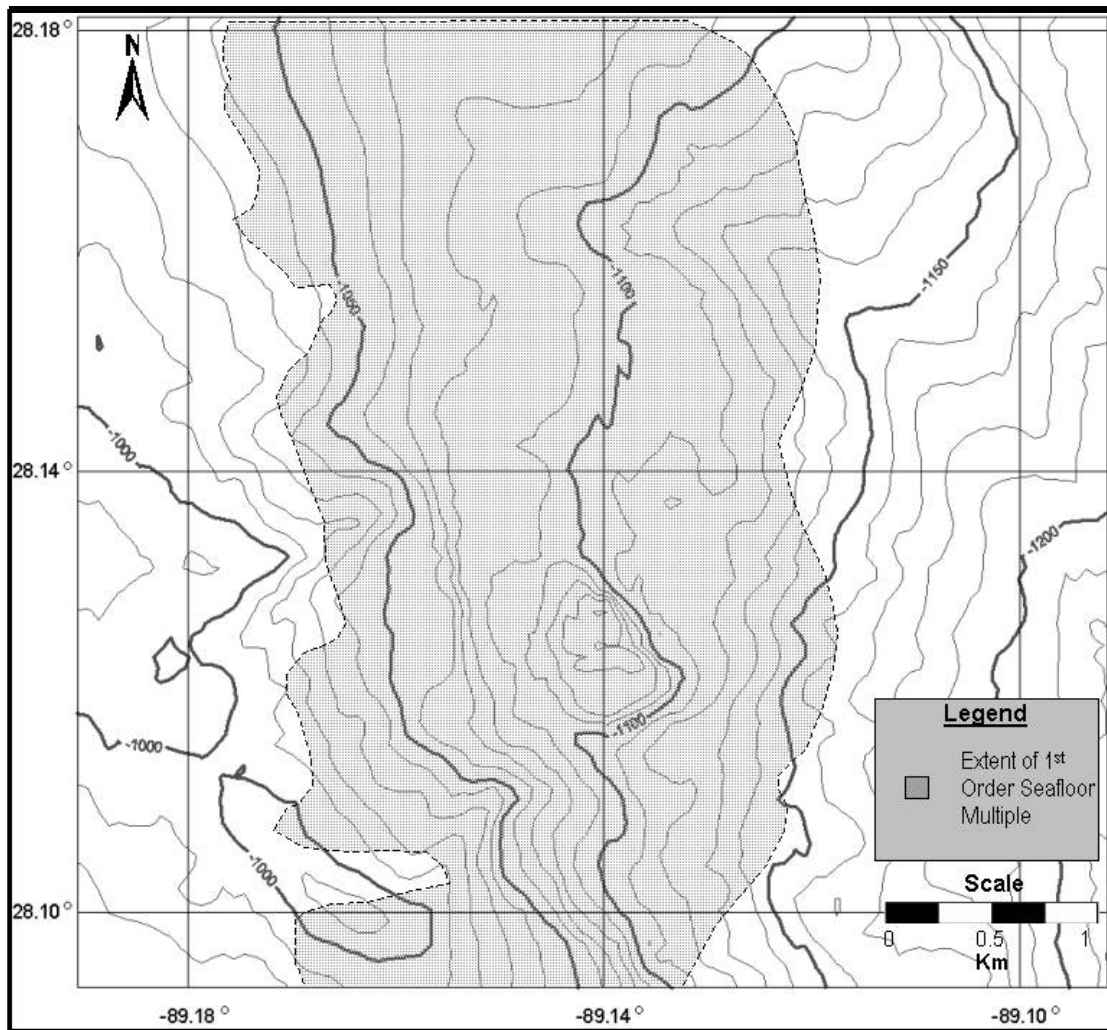 28.18°
N
-1050
-1100
-1150
-1000
28.14°
-1200
-1000
-1100
Legend
Extent of 1st
Order Seafloor
Multiple
-1000
Scale
28.10°
0 0.5 1
Km
-89.18° -89.14° -89.10°